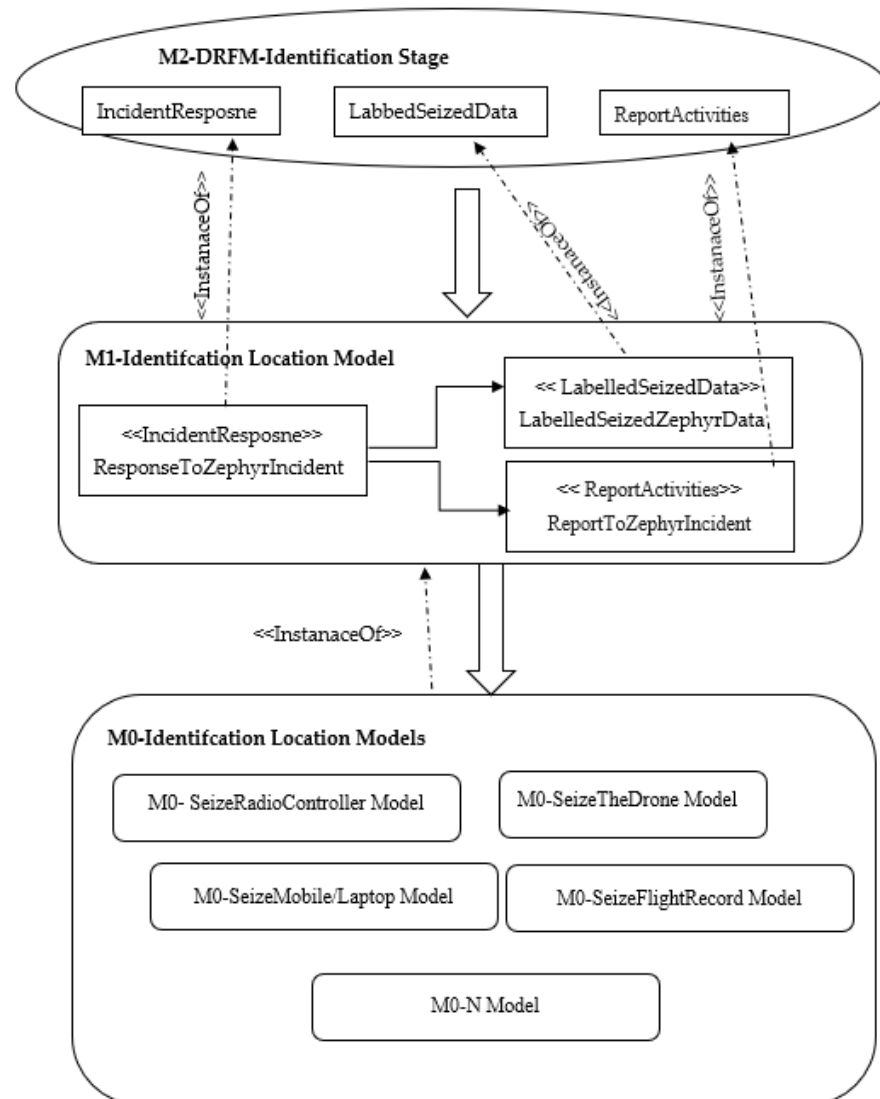 M2-DRFM-Identification Stage
IncidentResposne
LabbedSeizedData
ReportActivities
<<InstanaceOf>>
<<InstanaceOf>>
<<InstanaceOf>>
M1-Identifcation Location Model
<< LabelledSeizedData>>
LabelledSeizedZephyrData
<<IncidentResposne>>
ResponseToZephyrIncident
<< ReportActivities>>
ReportToZephyrIncident
<<InstanaceOf>>
M0-Identifcation Location Models
M0- SeizeRadioController Model
M0-SeizeTheDrone Model
M0-SeizeMobile/Laptop Model
M0-SeizeFlightRecord Model
M0-N Model